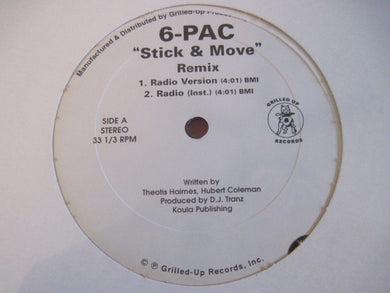 Manufactured & Distributed by Grilled-Up
6-PAC
"Stick & Move"
Remix
1. Radio Version (4:01) BMI
2. Radio (Inst.) (4:01) BMI
SIDE A
STEREO
33 1/3 RPM
GRILLED UP
RECORDS
Written by
Theotis Haimes, Hubert Coleman
Produced by D.J. Tranz
Koula Publishing
© ℗ Grilled-Up Records, Inc.